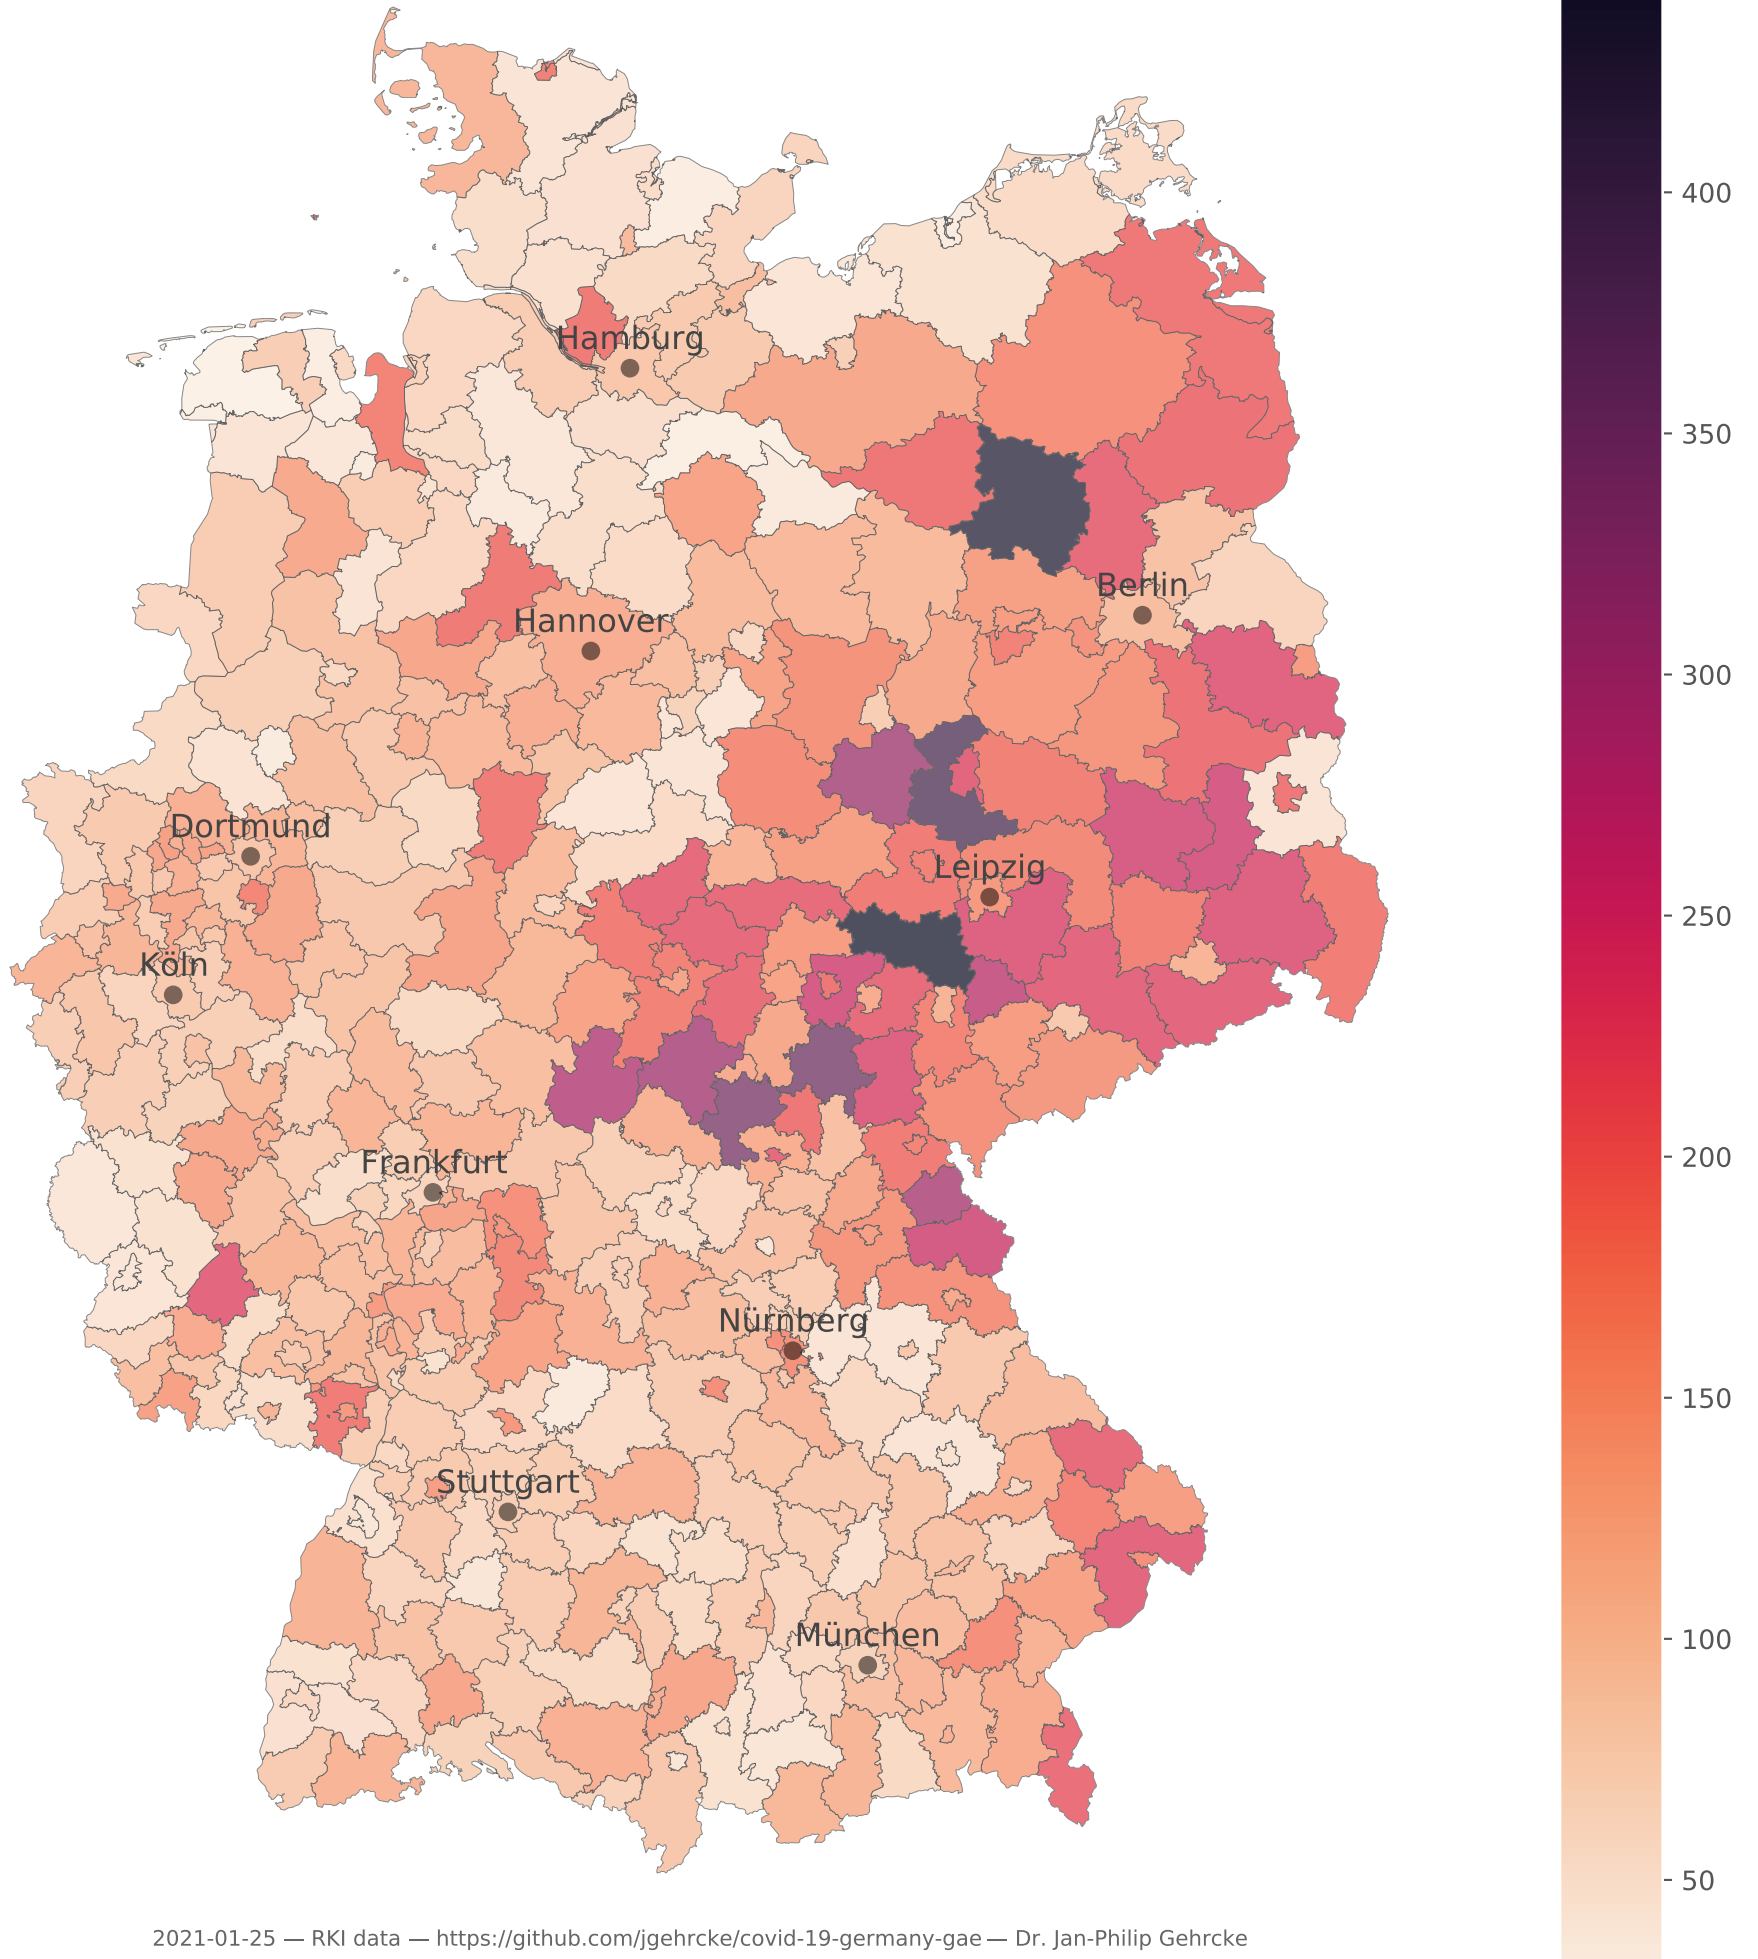 Hamburg
Berlin
Hannover
Dortmund
Leipzig
Köln
Frankfurt
Nürnberg
Stuttgart
München
400
350
300
250
200
150
100
50
2021-01-25 — RKI data — https://github.com/jgehrcke/covid-19-germany-gae — Dr. Jan-Philip Gehrcke